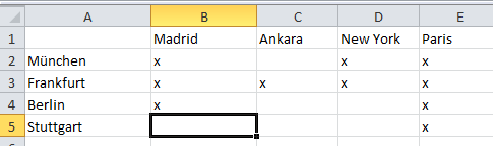 A B C D E
1 Madrid Ankara New York Paris
2 München x x x
3 Frankfurt x x x x
4 Berlin x x
5 Stuttgart x